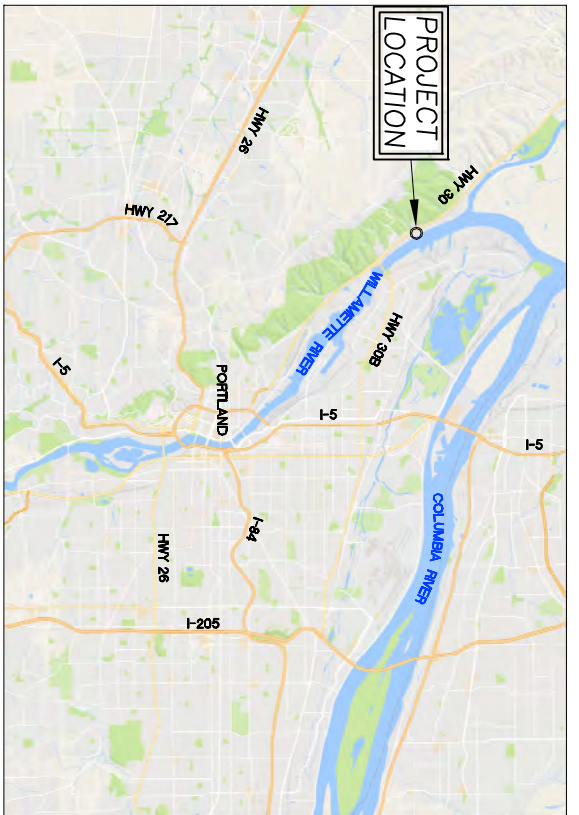 PROJECT
LOCATION
HWY 30
HWY 26
HWY 217
WILLAMETTE RIVER
HWY 30B
I-5
PORTLAND
I-5
I-5
COLUMBIA RIVER
I-84
HWY 26
I-205